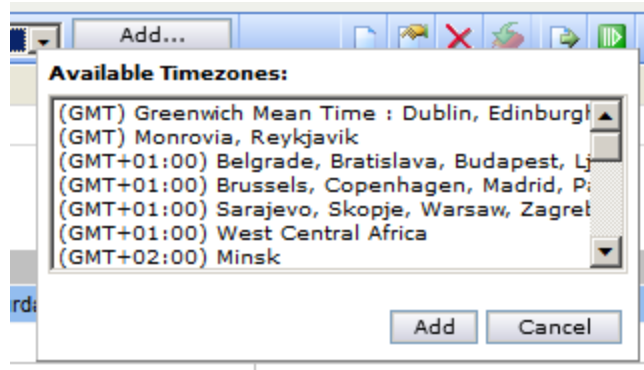 Add...
Available Timezones:
(GMT) Greenwich Mean Time : Dublin, Edinburgh
(GMT) Monrovia, Reykjavik
(GMT+01:00) Belgrade, Bratislava, Budapest, Lj
(GMT+01:00) Brussels, Copenhagen, Madrid, Pa
(GMT+01:00) Sarajevo, Skopje, Warsaw, Zagreb
(GMT+01:00) West Central Africa
(GMT+02:00) Minsk
rda
Add Cancel